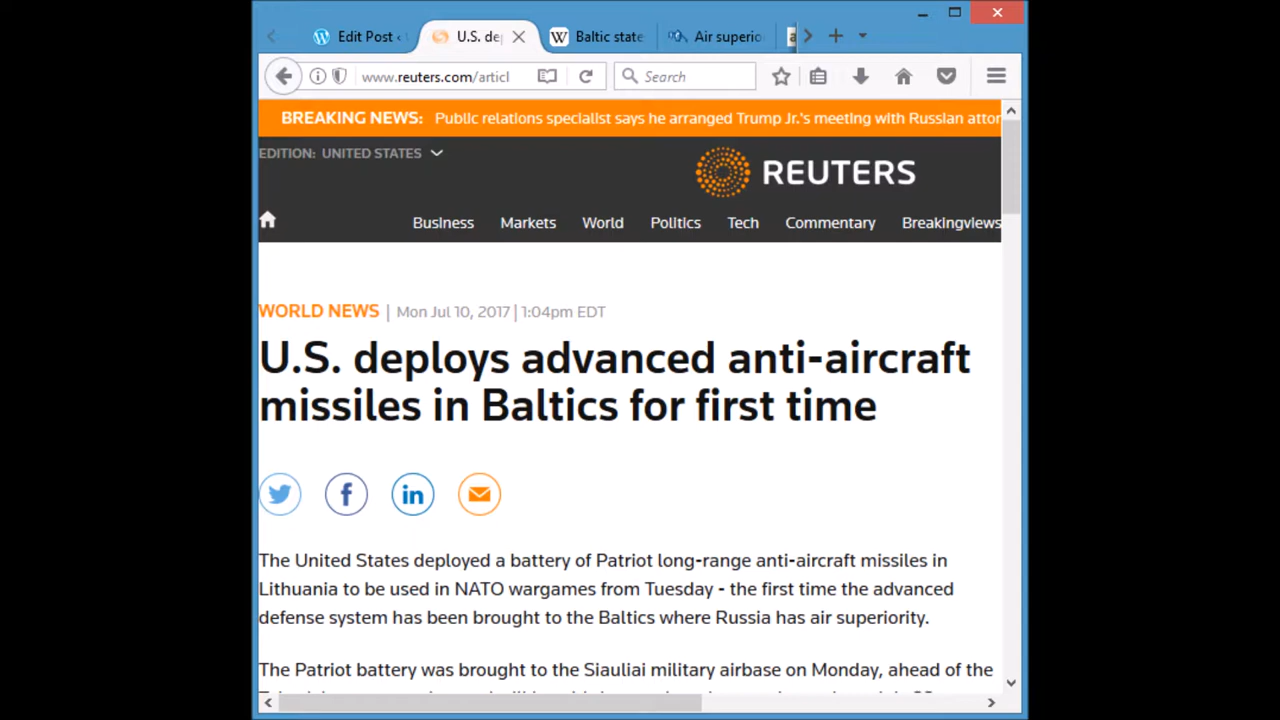 Edit Post
U.S. de
Baltic state
Air superio
www.reuters.com/articl
Search
BREAKING NEWS: Public relations specialist says he arranged Trump Jr.'s meeting with Russian attor
EDITION: UNITED STATES
REUTERS
Business Markets World Politics Tech Commentary Breakingviews
WORLD NEWS | Mon Jul 10, 2017 | 1:04pm EDT
U.S. deploys advanced anti-aircraft
missiles in Baltics for first time
The United States deployed a battery of Patriot long-range anti-aircraft missiles in
Lithuania to be used in NATO wargames from Tuesday - the first time the advanced
defense system has been brought to the Baltics where Russia has air superiority.
The Patriot battery was brought to the Siauliai military airbase on Monday, ahead of the